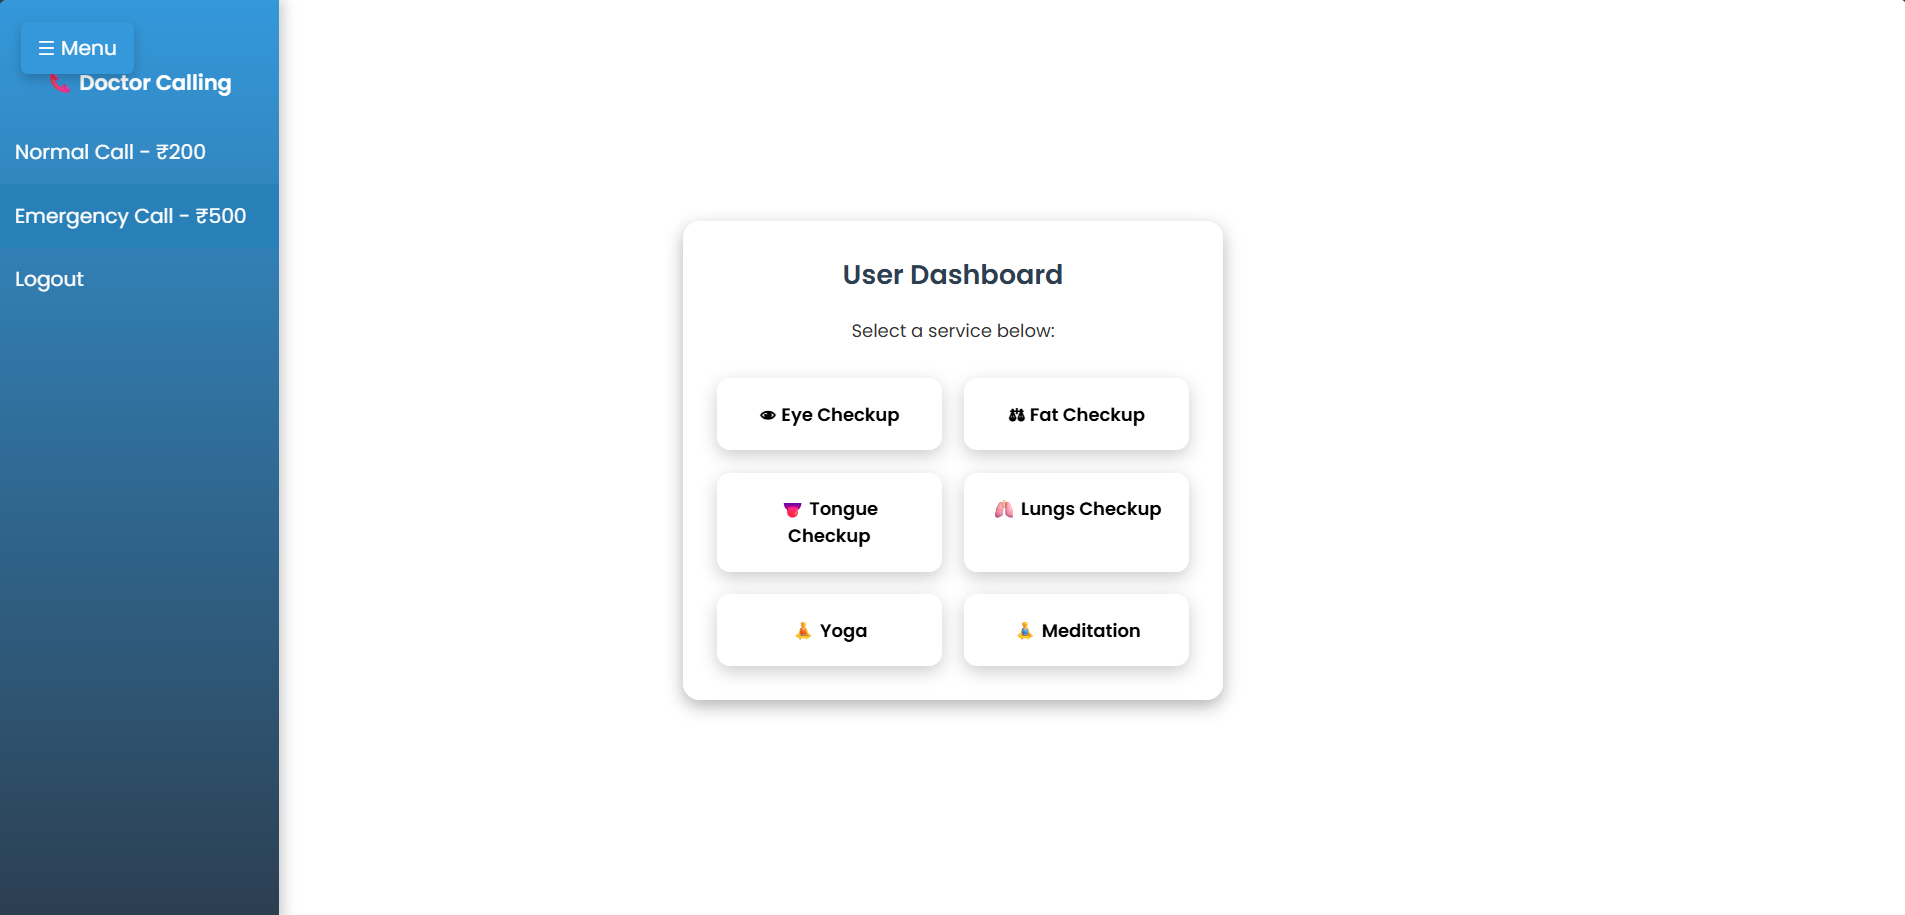 ☰ Menu
📞 Doctor Calling
Normal Call - ₹200
Emergency Call - ₹500
Logout
User Dashboard
Select a service below:
👁 Eye Checkup
⚖ Fat Checkup
👅 Tongue
Checkup
🫁 Lungs Checkup
🧘 Yoga
🧘 Meditation